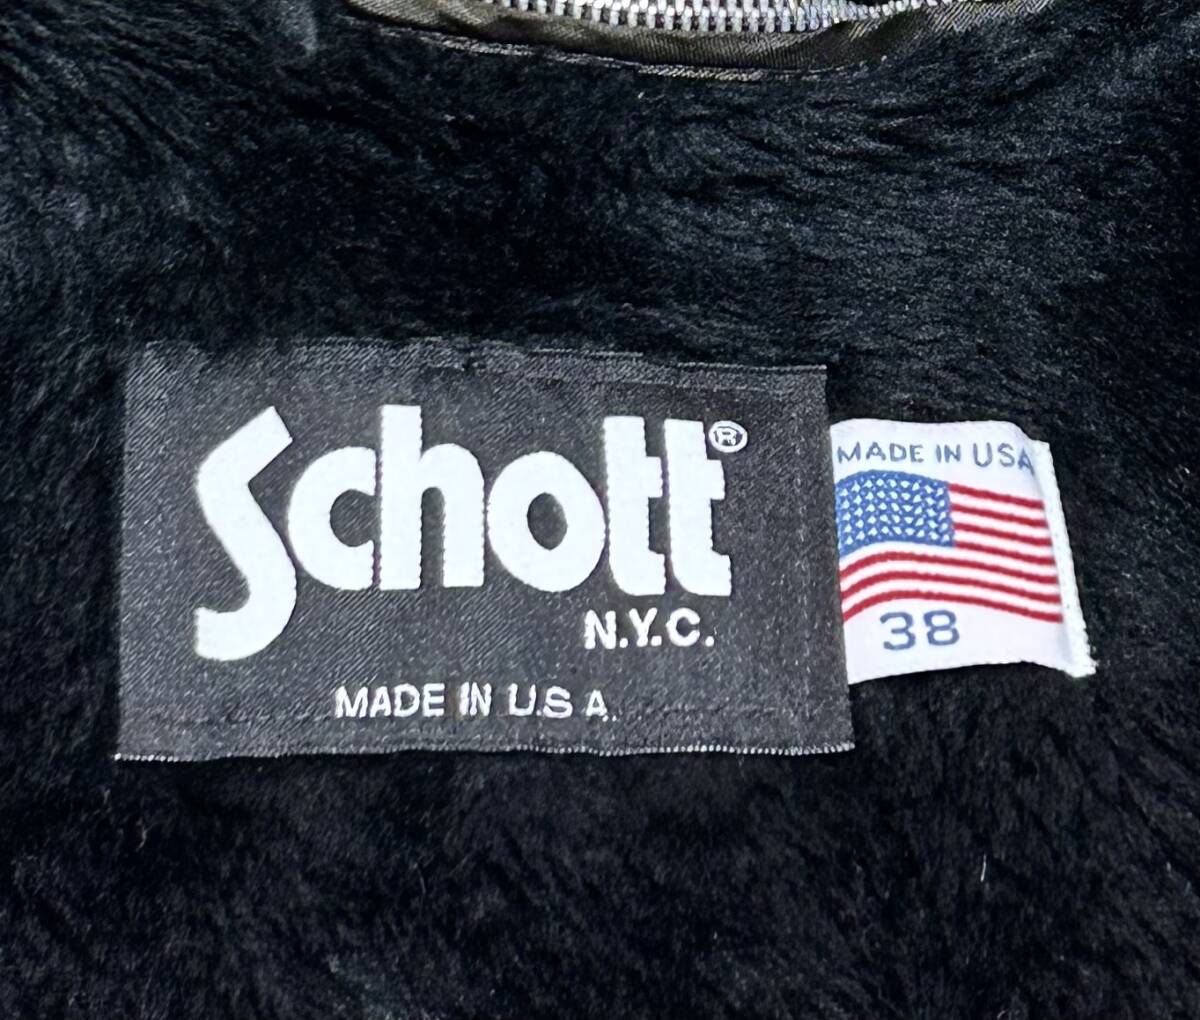 Schott®
N.Y.C.
MADE IN U.S A.
MADE IN USA
38